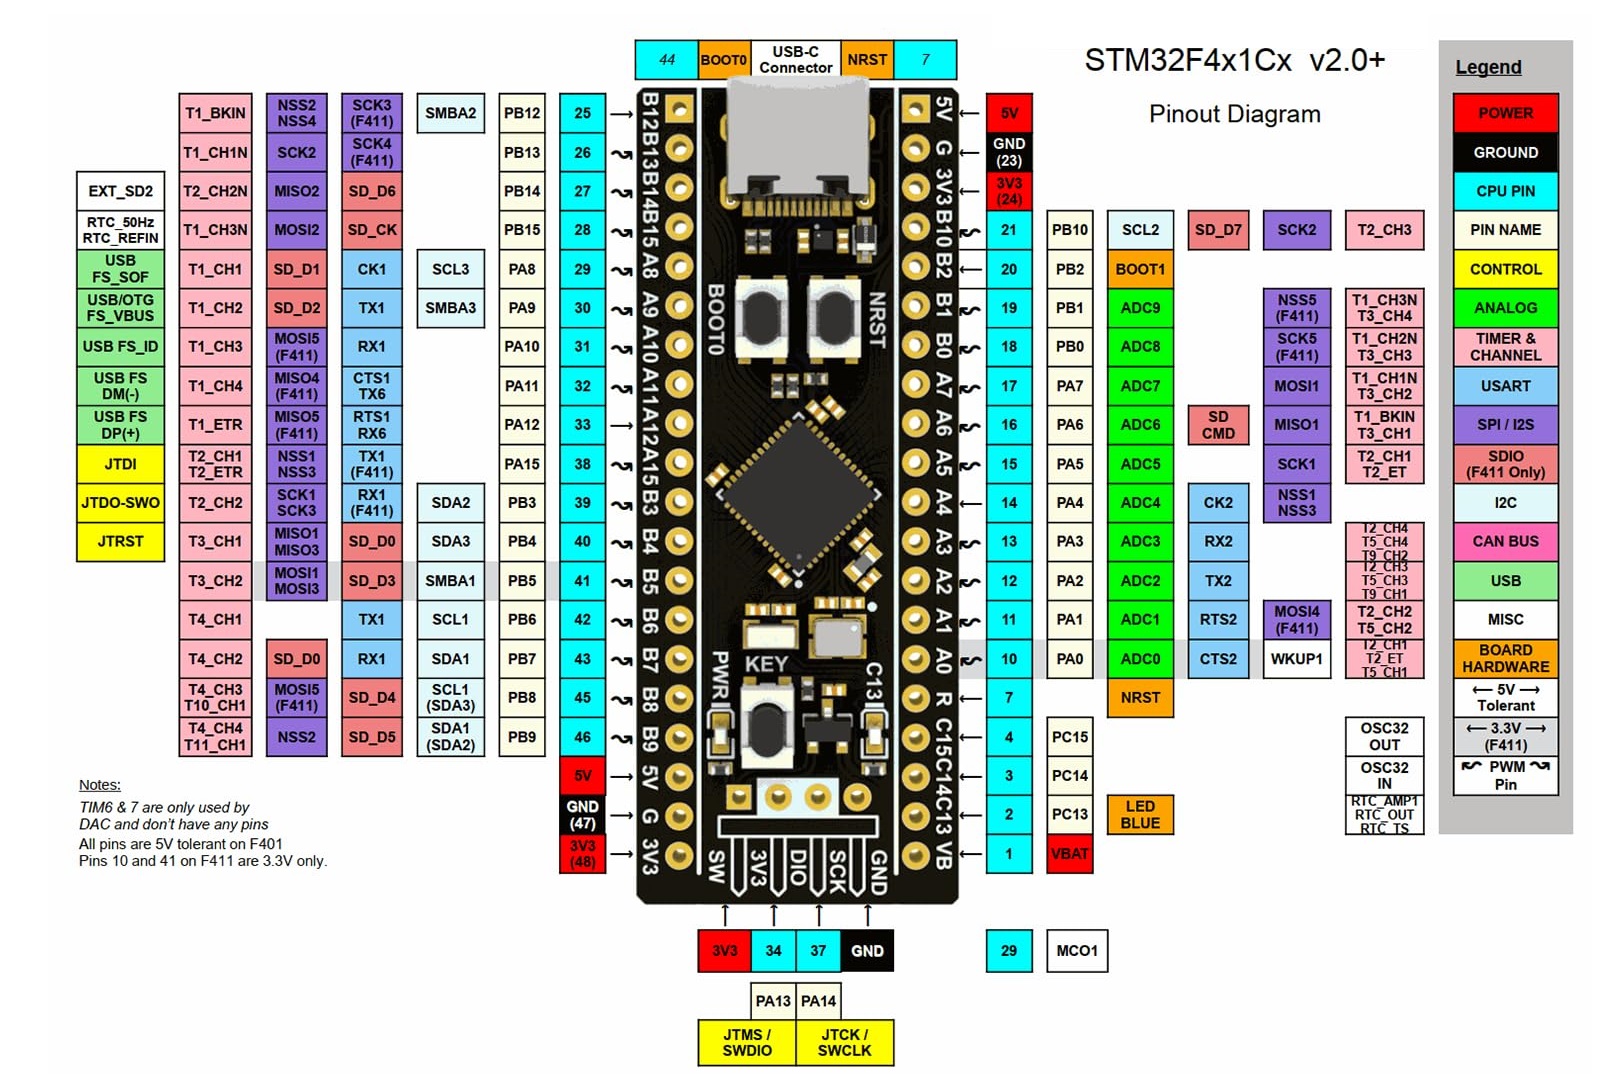 STM32F4x1Cx v2.0+
Pinout Diagram
44
BOOT0
USB-C
Connector
NRST
7
T1_BKIN
NSS2
NSS4
SCK3
(F411)
SMBA2
PB12
25
T1_CH1N
SCK2
SCK4
(F411)
PB13
26
EXT_SD2
T2_CH2N
MISO2
SD_D6
PB14
27
RTC_50Hz
RTC_REFIN
T1_CH3N
MOSI2
SD_CK
PB15
28
USB
FS_SOF
T1_CH1
SD_D1
CK1
SCL3
PA8
29
USB/OTG
FS_VBUS
T1_CH2
SD_D2
TX1
SMBA3
PA9
30
USB FS_ID
T1_CH3
MOSI5
(F411)
RX1
PA10
31
USB FS
DM(-)
T1_CH4
MISO4
(F411)
CTS1
TX6
PA11
32
USB FS
DP(+)
T1_ETR
MISO5
(F411)
RTS1
RX6
PA12
33
JTDI
T2_CH1
T2_ETR
NSS1
NSS3
TX1
(F411)
PA15
38
JTDO-SWO
T2_CH2
SCK1
SCK3
RX1
(F411)
SDA2
PB3
39
JTRST
T3_CH1
MISO1
MISO3
SD_D0
SDA3
PB4
40
T3_CH2
MOSI1
MOSI3
SD_D3
SMBA1
PB5
41
T4_CH1
TX1
SCL1
PB6
42
T4_CH2
SD_D0
RX1
SDA1
PB7
43
T4_CH3
T10_CH1
MOSI5
(F411)
SD_D4
SCL1
(SDA3)
PB8
45
T4_CH4
T11_CH1
NSS2
SD_D5
SDA1
(SDA2)
PB9
46
5V
GND
(47)
3V3
(48)
B12
B13
B14
B15
A8
A9
A10
A11
A12
A15
B3
B4
B5
B6
B7
B8
B9
5V
G
3V3
BOOT0
NRST
KEY
PWR
C13
SW
3V3
DIO
SCK
GND
5V
G
3V3
B10
B2
B1
B0
A7
A6
A5
A4
A3
A2
A1
A0
R
C15
C14
C13
VB
5V
GND
(23)
3V3
(24)
21
PB10
SCL2
SD_D7
SCK2
T2_CH3
20
PB2
BOOT1
19
PB1
ADC9
NSS5
(F411)
T1_CH3N
T3_CH4
18
PB0
ADC8
SCK5
(F411)
T1_CH2N
T3_CH3
17
PA7
ADC7
MOSI1
T1_CH1N
T3_CH2
16
PA6
ADC6
SD
CMD
MISO1
T1_BKIN
T3_CH1
15
PA5
ADC5
SCK1
T2_CH1
T2_ET
14
PA4
ADC4
CK2
NSS1
NSS3
13
PA3
ADC3
RX2
T2_CH4
T5_CH4
T9_CH2
12
PA2
ADC2
TX2
T2_CH3
T5_CH3
T9_CH1
11
PA1
ADC1
RTS2
MOSI4
(F411)
T2_CH2
T5_CH2
10
PA0
ADC0
CTS2
WKUP1
T2_CH1
T2_ET
T5_CH1
7
NRST
4
PC15
OSC32
OUT
3
PC14
OSC32
IN
2
PC13
LED
BLUE
RTC_AMP1
RTC_OUT
RTC_TS
1
VBAT
29
MCO1
3V3
34
37
GND
PA13
PA14
JTMS /
SWDIO
JTCK /
SWCLK
Notes:
TIM6 & 7 are only used by
DAC and don't have any pins
All pins are 5V tolerant on F401
Pins 10 and 41 on F411 are 3.3V only.
Legend
POWER
GROUND
CPU PIN
PIN NAME
CONTROL
ANALOG
TIMER &
CHANNEL
USART
SPI / I2S
SDIO
(F411 Only)
I2C
CAN BUS
USB
MISC
BOARD
HARDWARE
← 5V →
Tolerant
← 3.3V →
(F411)
PWM
Pin